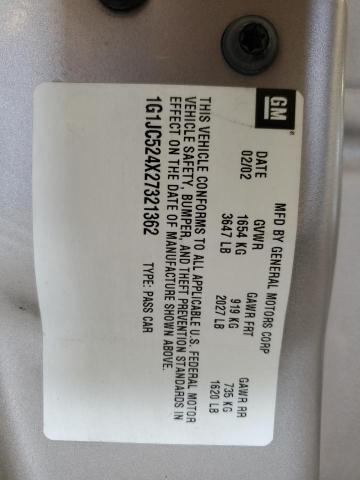 GM
MFD BY GENERAL MOTORS CORP
DATE GVWR GAWR FRT GAWR RR
02/02 1654 KG 919 KG 735 KG
3647 LB 2027 LB 1620 LB
THIS VEHICLE CONFORMS TO ALL APPLICABLE U.S. FEDERAL MOTOR
VEHICLE SAFETY, BUMPER, AND THEFT PREVENTION STANDARDS IN
EFFECT ON THE DATE OF MANUFACTURE SHOWN ABOVE.
1G1JC524X27321362 TYPE: PASS CAR